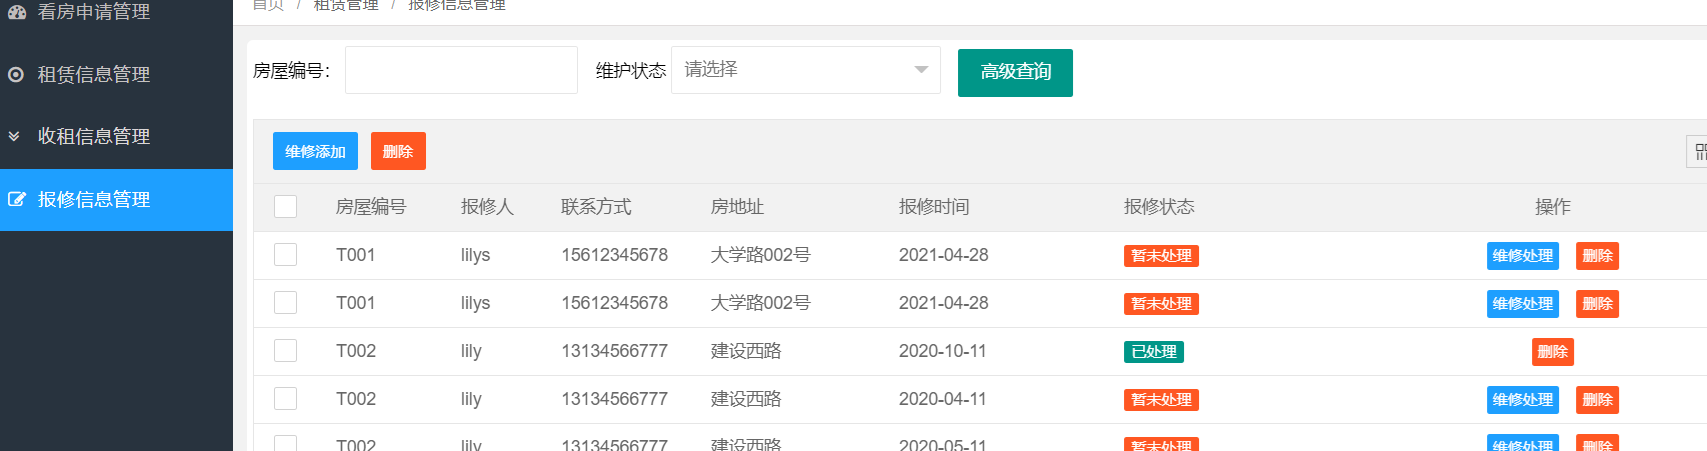 看房申请管理
租赁信息管理
收租信息管理
报修信息管理
首页 / 租赁管理 / 报修信息管理
房屋编号： 维护状态 请选择 高级查询
维修添加 删除
房屋编号 报修人 联系方式 房地址 报修时间 报修状态 操作
T001 lilys 15612345678 大学路002号 2021-04-28 暂未处理 维修处理 删除
T001 lilys 15612345678 大学路002号 2021-04-28 暂未处理 维修处理 删除
T002 lily 13134566777 建设西路 2020-10-11 已处理 删除
T002 lily 13134566777 建设西路 2020-04-11 暂未处理 维修处理 删除
T002 lily 13134566777 建设西路 2020-05-11 暂未处理 维修处理 删除